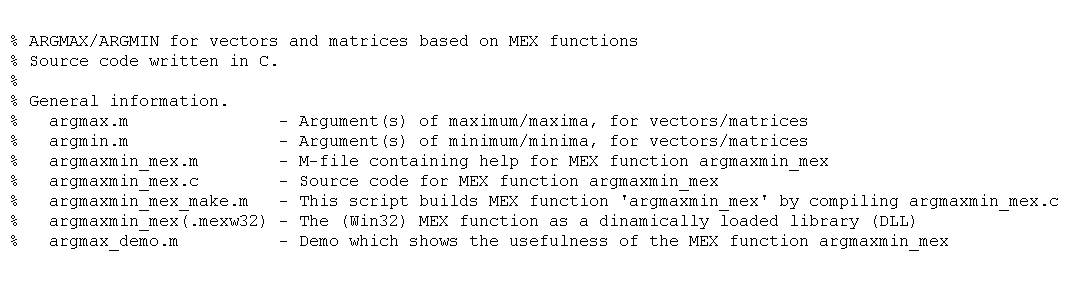 % ARGMAX/ARGMIN for vectors and matrices based on MEX functions
% Source code written in C.
%
% General information.
%   argmax.m               - Argument(s) of maximum/maxima, for vectors/matrices
%   argmin.m               - Argument(s) of minimum/minima, for vectors/matrices
%   argmaxmin_mex.m        - M-file containing help for MEX function argmaxmin_mex
%   argmaxmin_mex.c        - Source code for MEX function argmaxmin_mex
%   argmaxmin_mex_make.m   - This script builds MEX function 'argmaxmin_mex' by compiling argmaxmin_mex.c
%   argmaxmin_mex(.mexw32) - The (Win32) MEX function as a dinamically loaded library (DLL)
%   argmax_demo.m          - Demo which shows the usefulness of the MEX function argmaxmin_mex